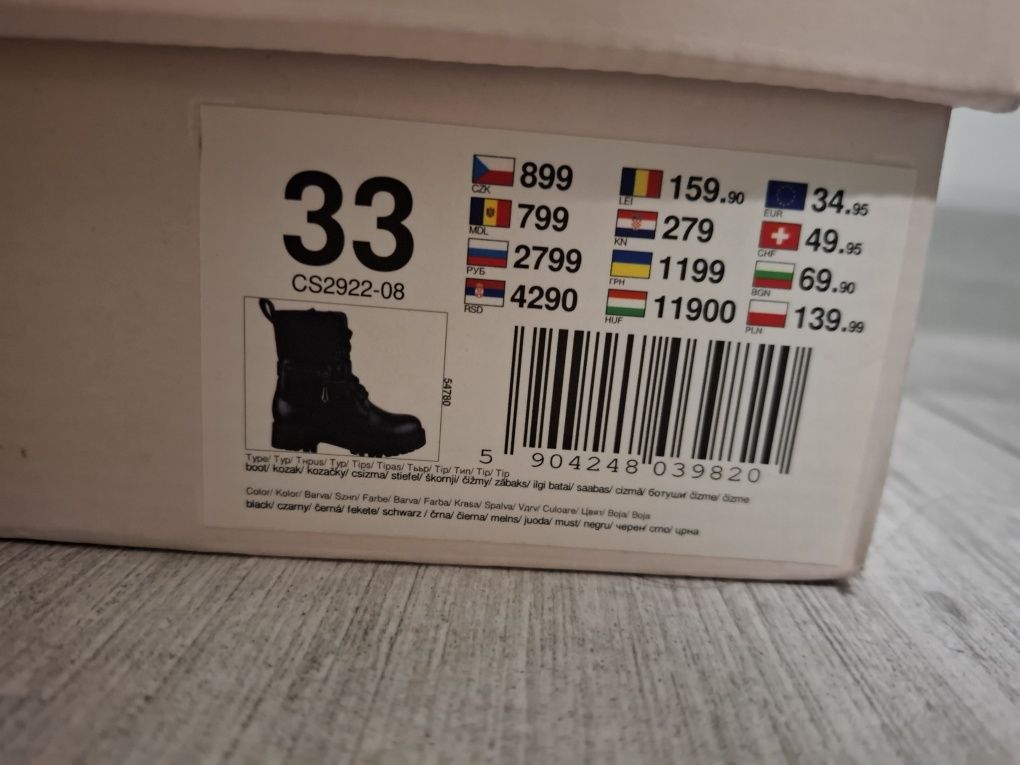 33
CS2922-08
CZK 899
MDL 799
РУБ 2799
RSD 4290
LEI 159.90
KN 279
ГРН 1199
HUF 11900
EUR 34.95
CHF 49.95
BGN 69.90
PLN 139.99
54780
5 904248 039820
Type/ Typ/ Типus/ Typ/ Tips/ Tipas/ Тьвр/ Tip/ Тип/ Tip/ Tip
boot/ kozak/ kozačky/ csizma/ stiefel/ škornji/ čižmy/ zābaks/ ilgi batai/ saabas/ cizmă/ ботуши čizme/ čizme
Color/ Kolor/ Barva/ Szнn/ Farbe/ Barva/ Farba/ Krasa/ Spalva/ Vдrv/ Culoare/ Цвят/ Boja/ Boja
black/ czarny/ černá/ fekete/ schwarz / črna/ čierna/ melns/ juoda/ must/ negru/ черен/ crno/ црна